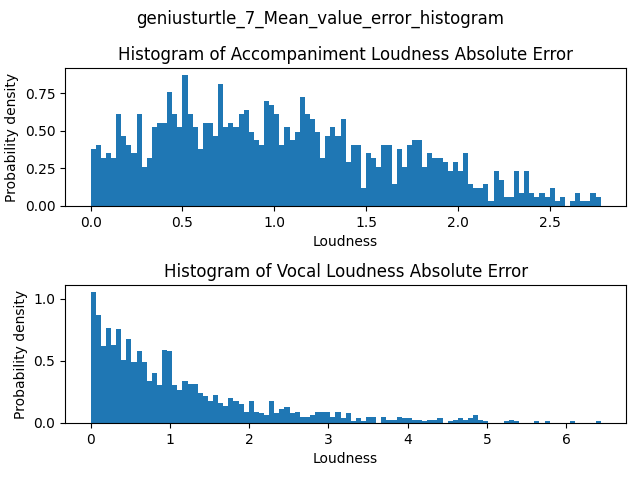 geniusturtle_7_Mean_value_error_histogram
Histogram of Accompaniment Loudness Absolute Error
Probability density
0.75
0.50
0.25
0.00
0.0 0.5 1.0 1.5 2.0 2.5
Loudness
Histogram of Vocal Loudness Absolute Error
Probability density
1.0
0.5
0.0
0 1 2 3 4 5 6
Loudness